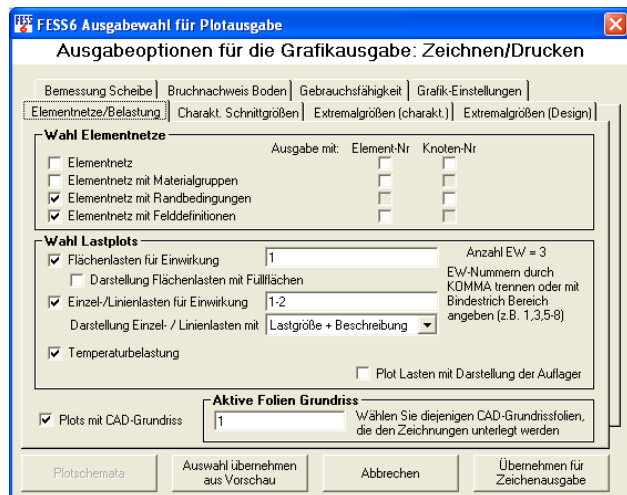 FESS 6 FESS6 Ausgabewahl für Plotausgabe
Ausgabeoptionen für die Grafikausgabe: Zeichnen/Drucken
Bemessung Scheibe Bruchnachweis Boden Gebrauchsfähigkeit Grafik-Einstellungen
Elementnetze/Belastung Charakt. Schnittgrößen Extremalgrößen (charakt.) Extremalgrößen (Design)
Wahl Elementnetze
Ausgabe mit: Element-Nr Knoten-Nr
Elementnetz
Elementnetz mit Materialgruppen
Elementnetz mit Randbedingungen
Elementnetz mit Felddefinitionen
Wahl Lastplots
Flächenlasten für Einwirkung 1 Anzahl EW = 3
Darstellung Flächenlasten mit Füllflächen
Einzel-/Linienlasten für Einwirkung 1-2
Darstellung Einzel- / Linienlasten mit Lastgröße + Beschreibung
EW-Nummern durch
KOMMA trennen oder mit
Bindestrich Bereich
angeben (z.B. 1,3,5-8)
Temperaturbelastung
Plot Lasten mit Darstellung der Auflager
Plots mit CAD-Grundriss
Aktive Folien Grundriss
1
Wählen Sie diejenigen CAD-Grundrissfolien,
die den Zeichnungen unterlegt werden
Plotschemata
Auswahl übernehmen
aus Vorschau
Abbrechen
Übernehmen für
Zeichenausgabe